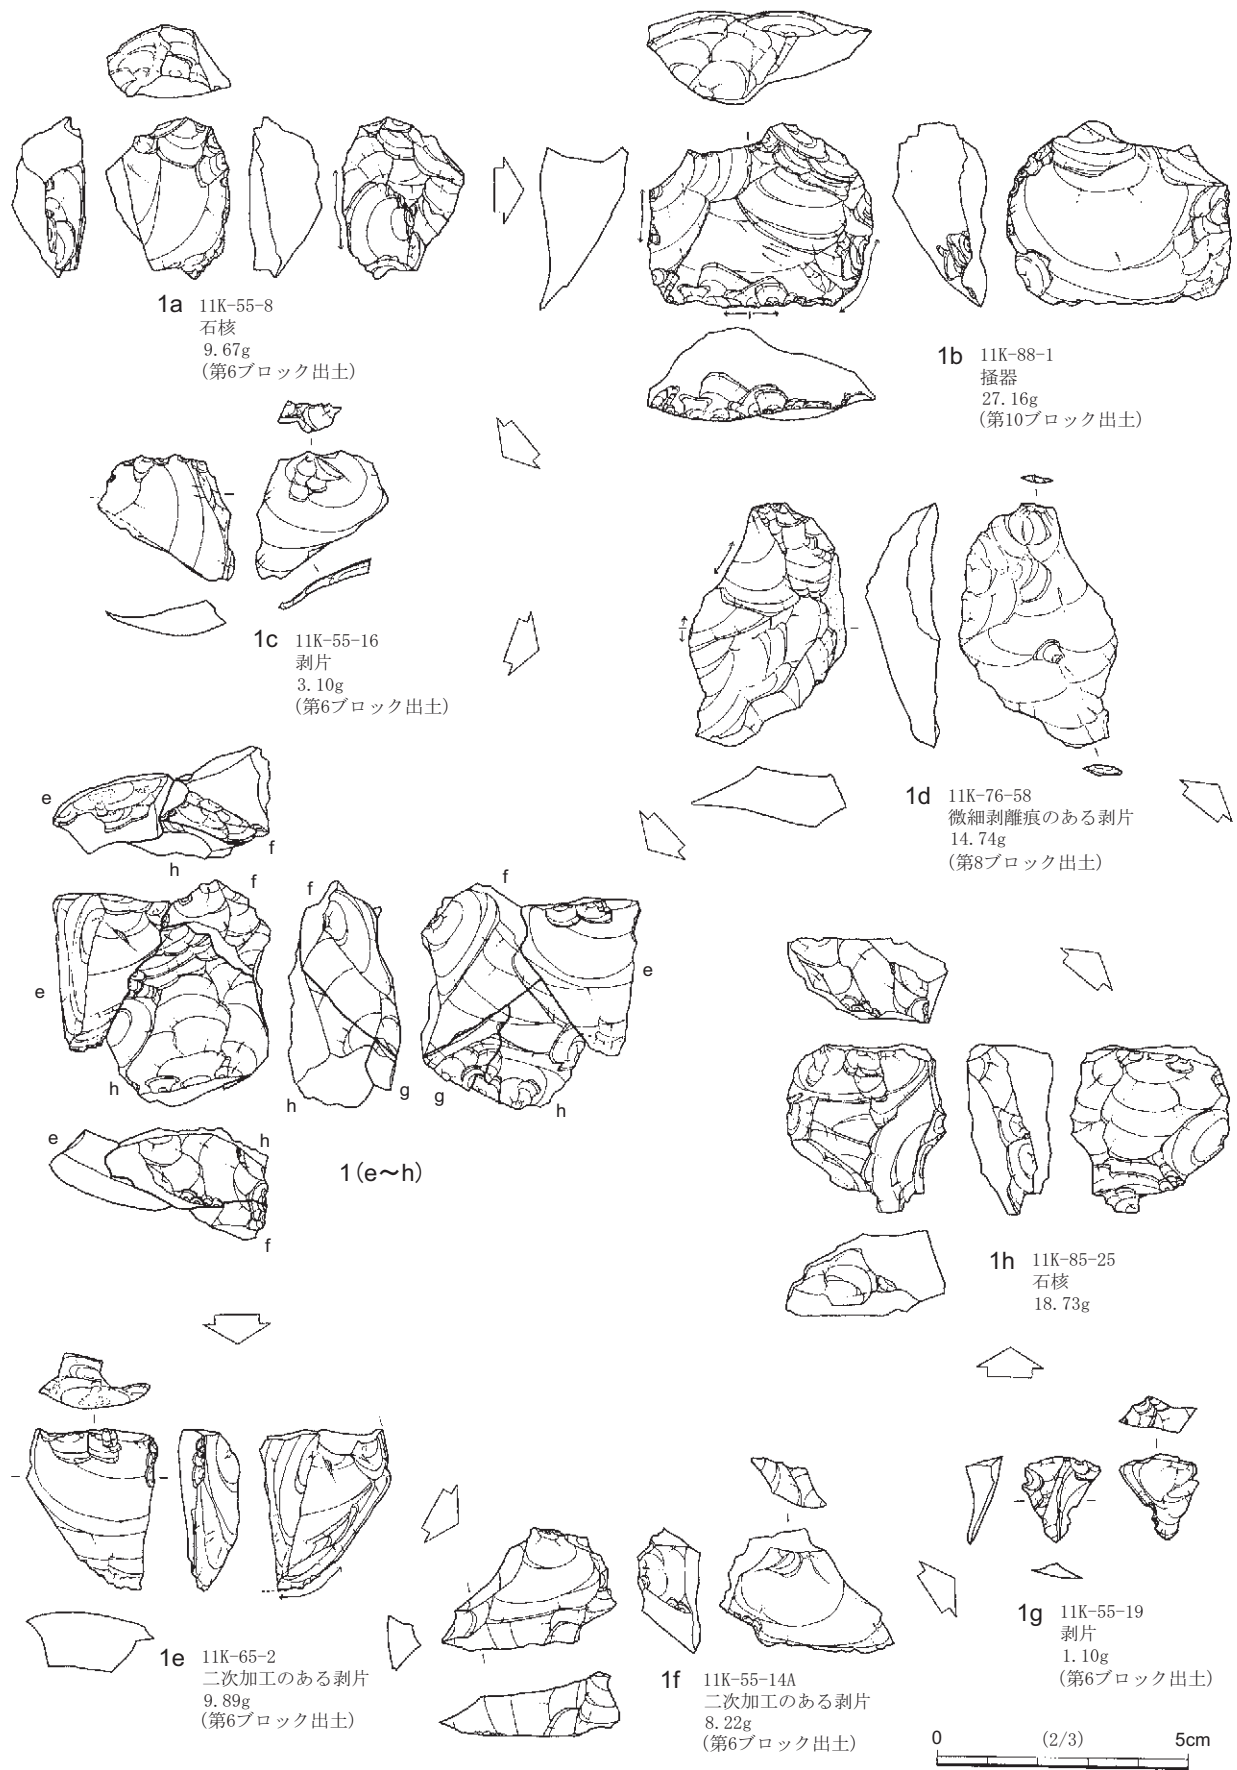 1a 11K-55-8
石核
9.67g
(第6ブロック出土)
1b 11K-88-1
掻器
27.16g
(第10ブロック出土)
1c 11K-55-16
剥片
3.10g
(第6ブロック出土)
1d 11K-76-58
微細剥離痕のある剥片
14.74g
(第8ブロック出土)
e
f
h
f
f
f
e
e
h
h
g
g
h
e
h
f
1(e～h)
1h 11K-85-25
石核
18.73g
1e 11K-65-2
二次加工のある剥片
9.89g
(第6ブロック出土)
1f 11K-55-14A
二次加工のある剥片
8.22g
(第6ブロック出土)
1g 11K-55-19
剥片
1.10g
(第6ブロック出土)
0 (2/3) 5cm